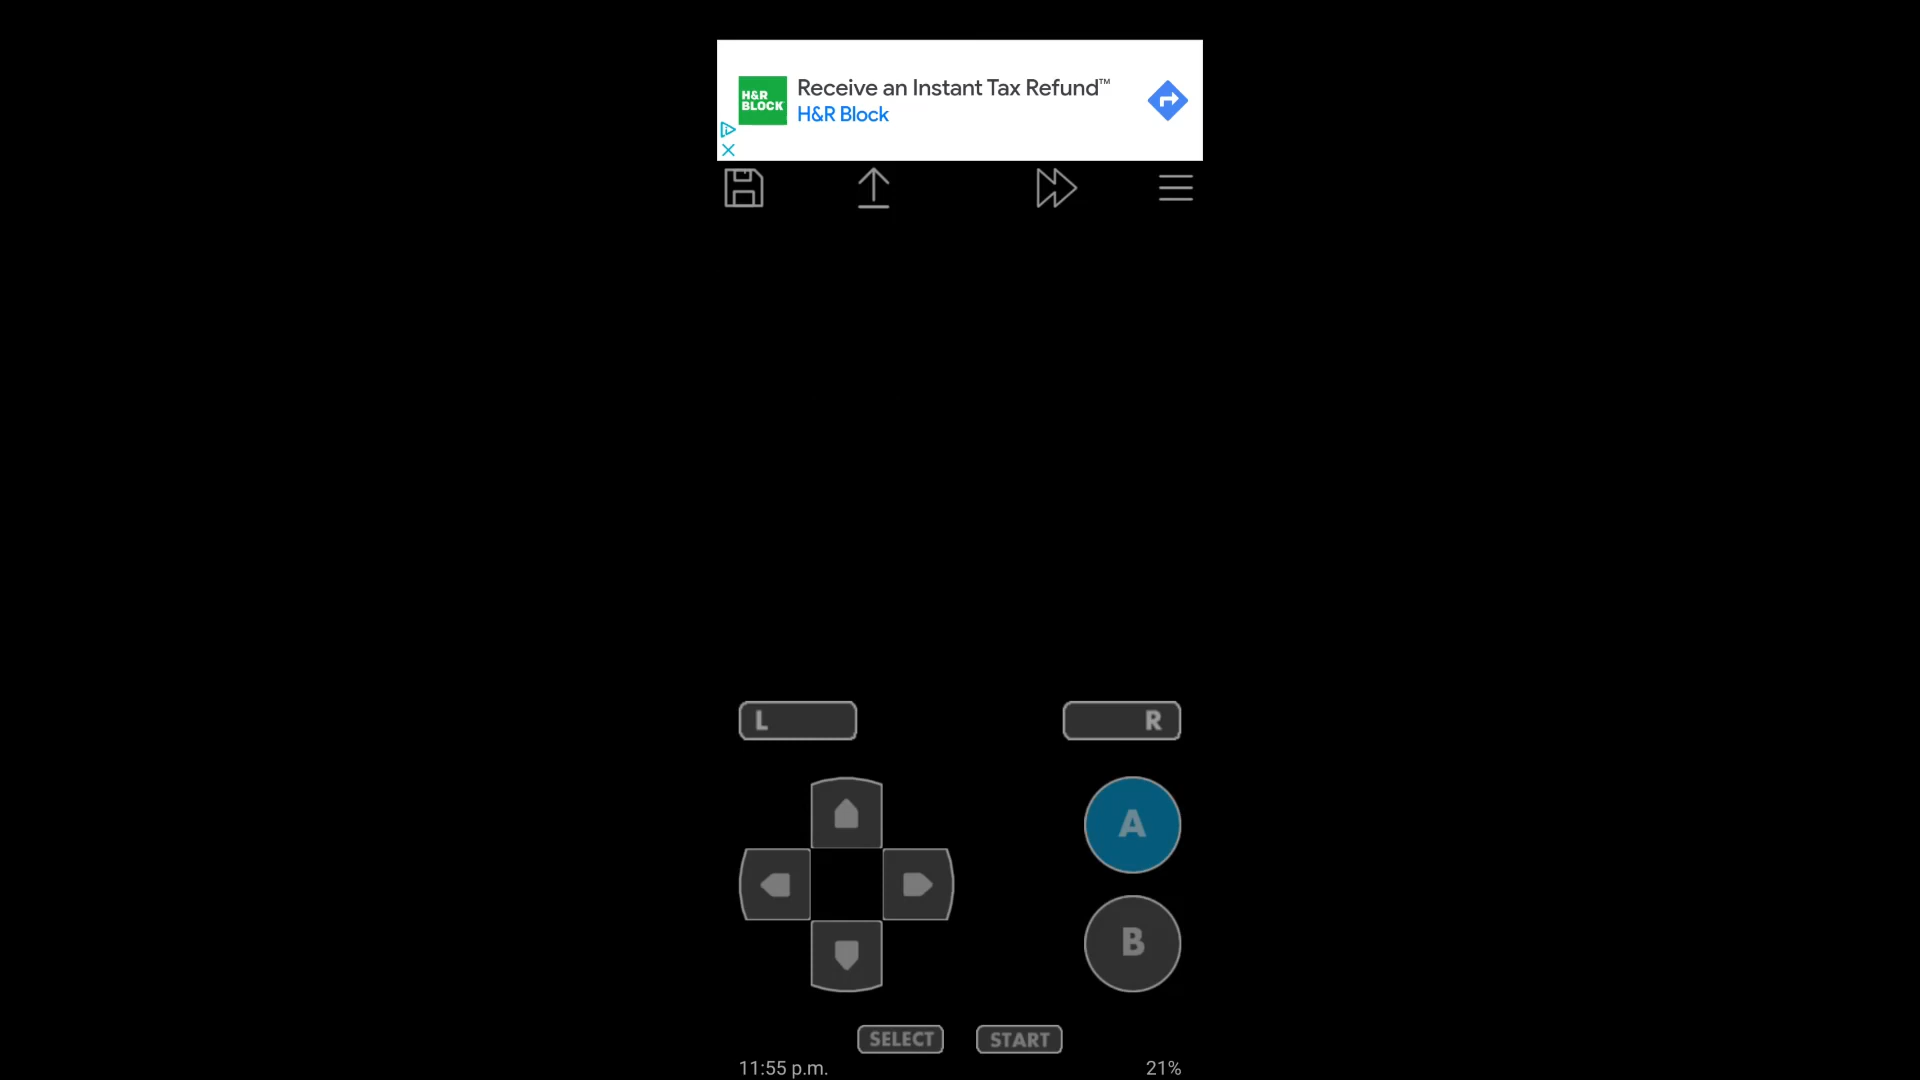 H&R
BLOCK
Receive an Instant Tax Refund™
H&R Block
L
R
A
B
SELECT
START
11:55 p.m.
21%